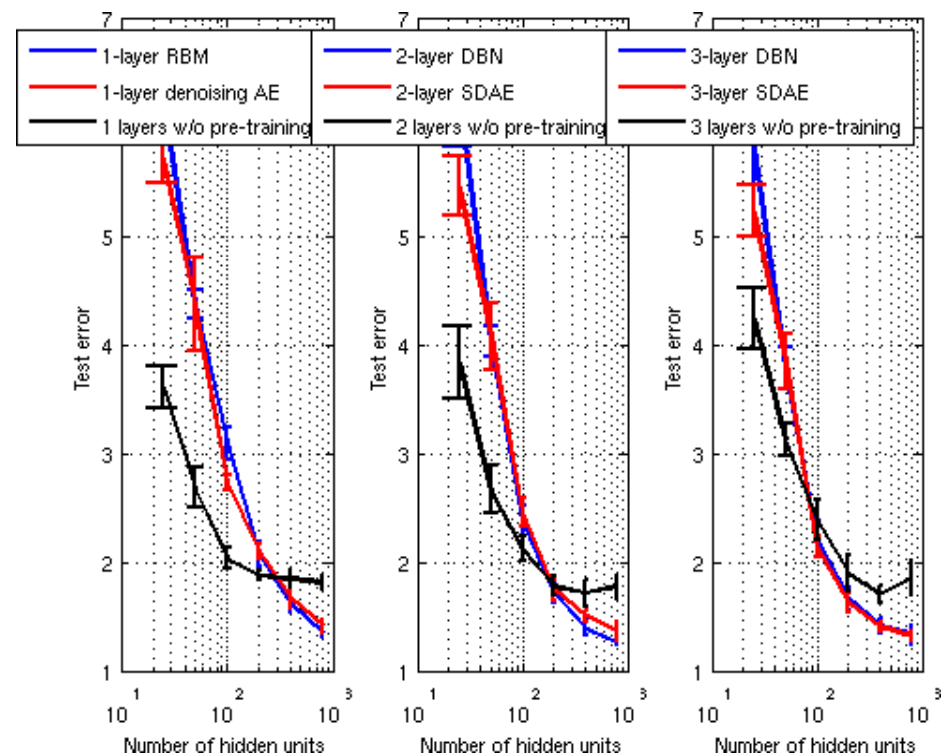 7
1-layer RBM
1-layer denoising AE
1 layers w/o pre-training
5
4
3
2
1
Test error
10 1
10 2
10 3
Number of hidden units
7
2-layer DBN
2-layer SDAE
2 layers w/o pre-training
5
4
3
2
1
Test error
10 1
10 2
10 3
Number of hidden units
7
3-layer DBN
3-layer SDAE
3 layers w/o pre-training
5
4
3
2
1
Test error
10 1
10 2
10 3
Number of hidden units